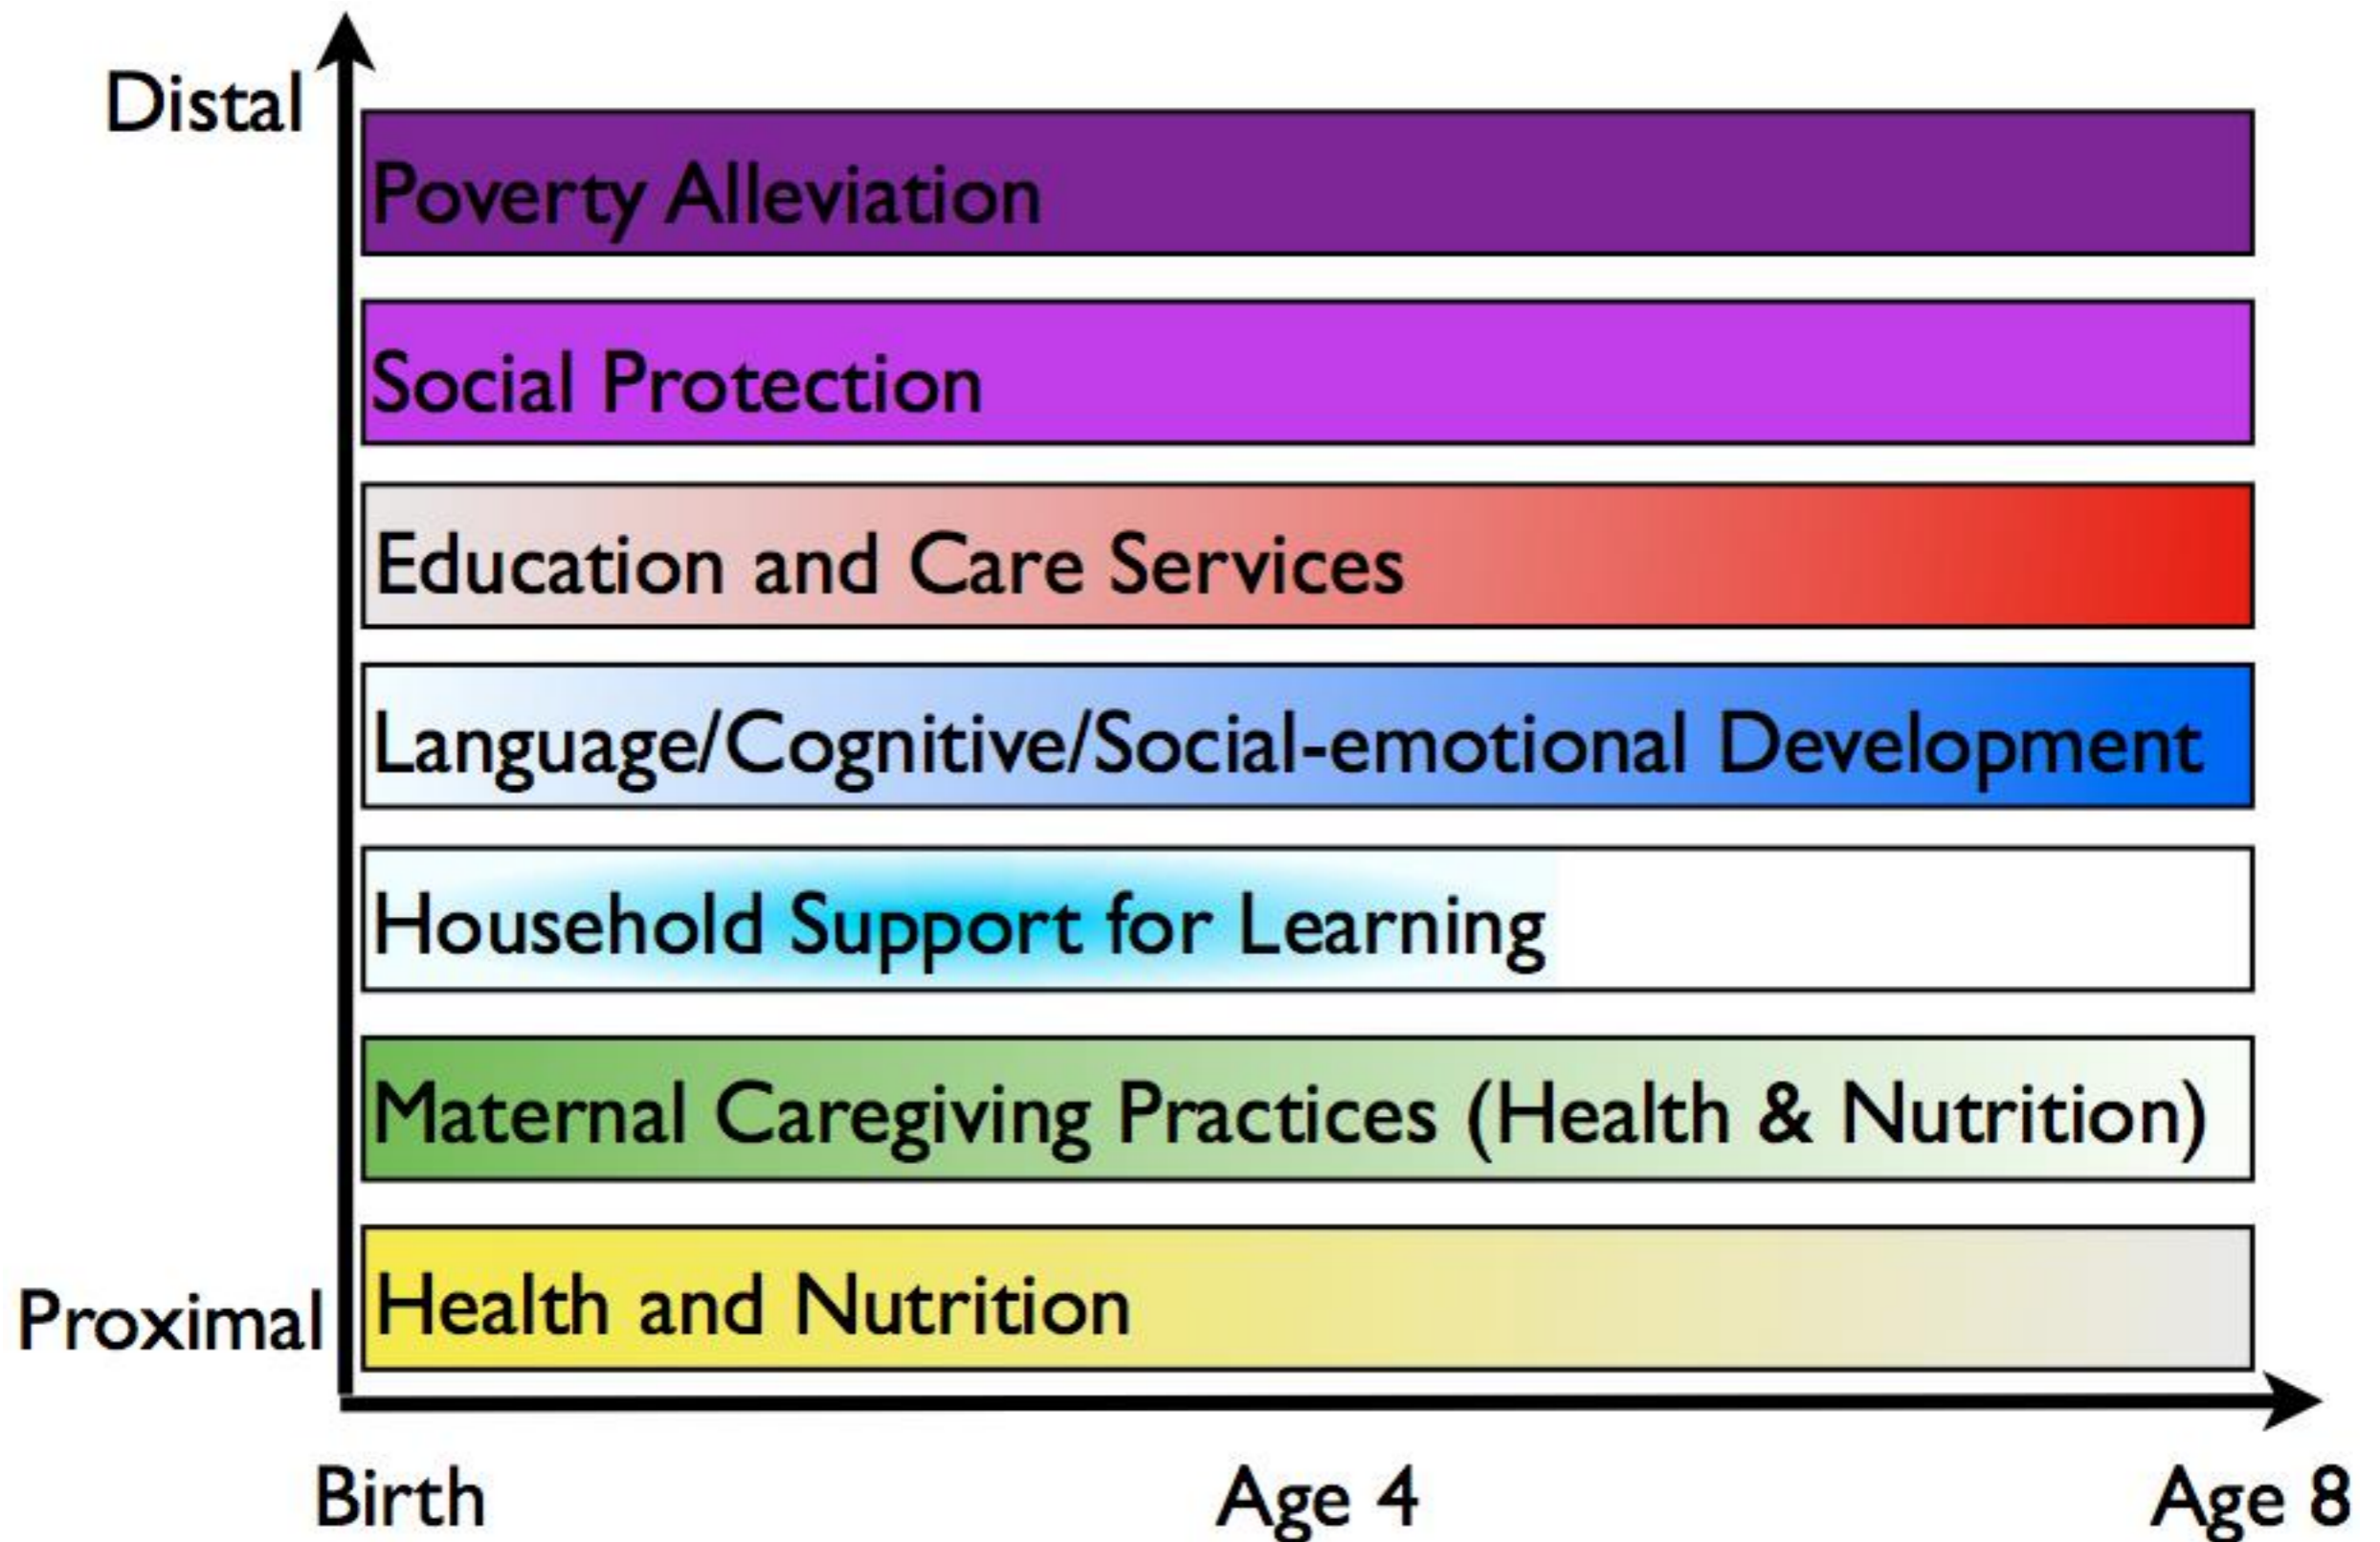 Distal
Poverty Alleviation
Social Protection
Education and Care Services
Language/Cognitive/Social-emotional Development
Household Support for Learning
Maternal Caregiving Practices (Health & Nutrition)
Proximal
Health and Nutrition
Birth
Age 4
Age 8